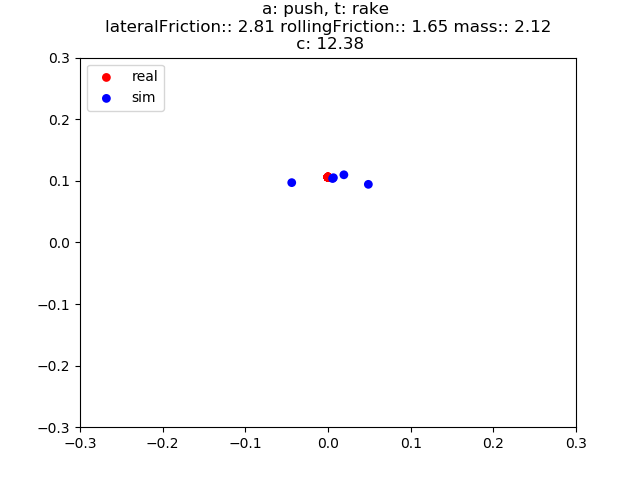 a: push, t: rake
lateralFriction:: 2.81 rollingFriction:: 1.65 mass:: 2.12
c: 12.38
real
sim
0.3
0.2
0.1
0.0
−0.1
−0.2
−0.3
−0.3 −0.2 −0.1 0.0 0.1 0.2 0.3